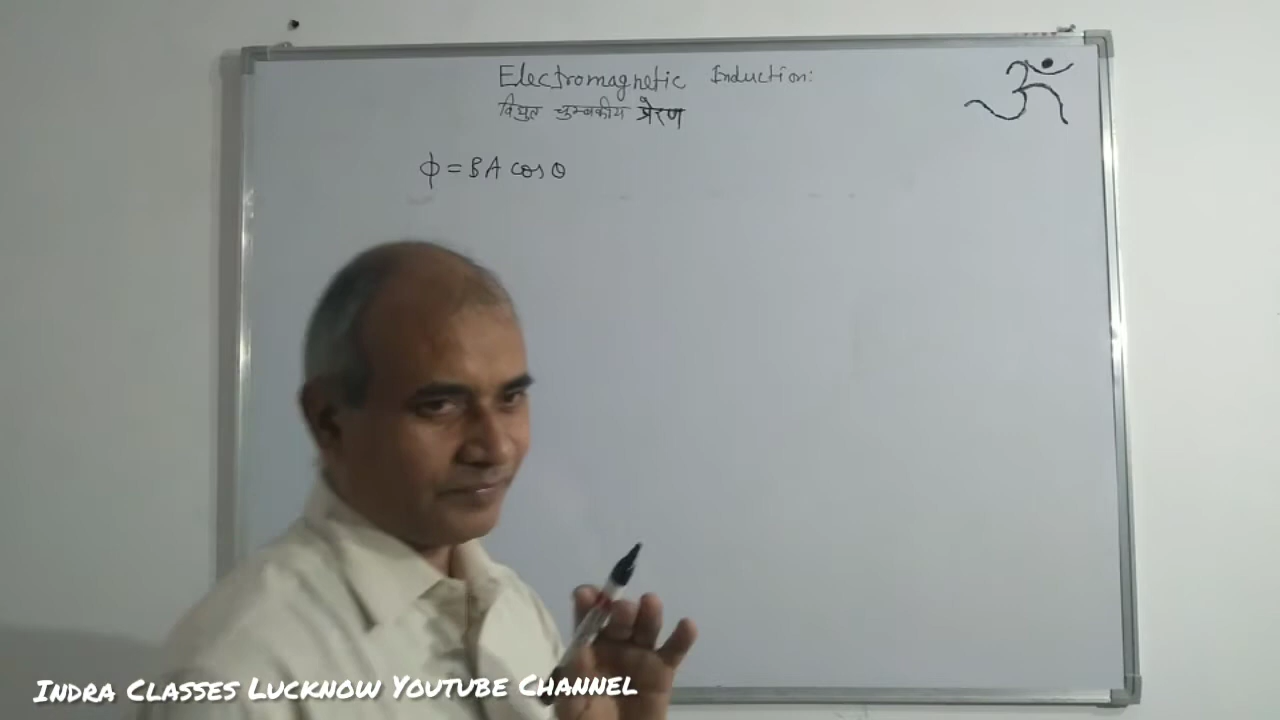 Electromagnetic Induction:
विद्युत चुम्बकीय प्रेरण
ॐ
ϕ = BA cos θ
Indra Classes Lucknow Youtube Channel